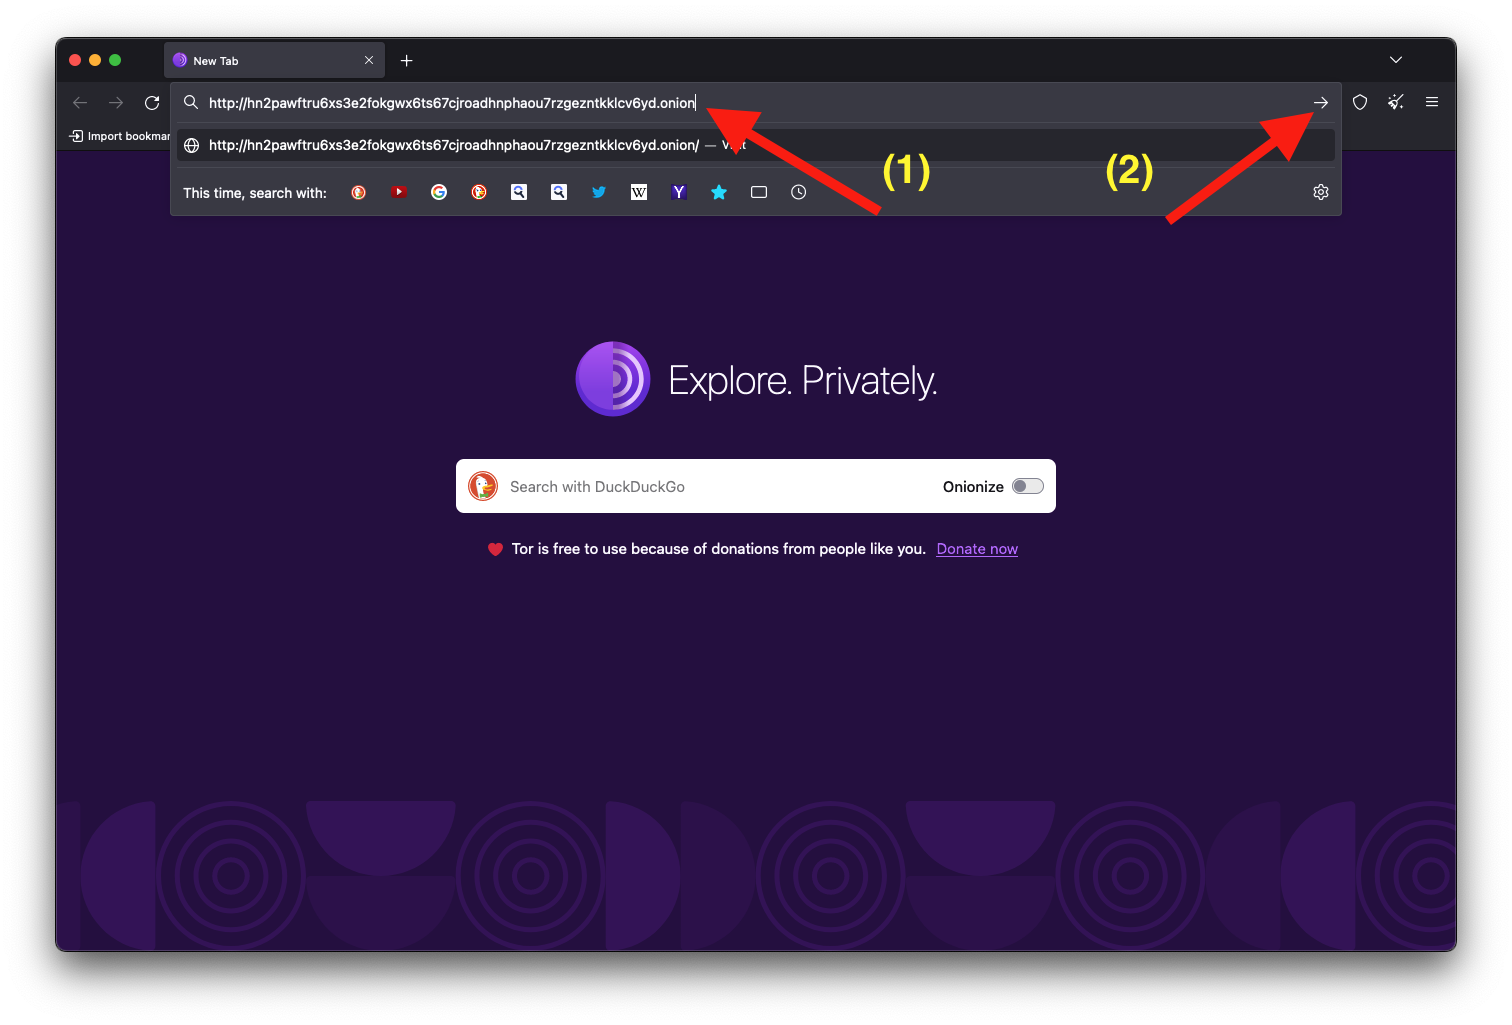 New Tab
http://hn2pawftru6xs3e2fokgwx6ts67cjroadhnphaou7rzgezntkklcv6yd.onion
Import bookmar
http://hn2pawftru6xs3e2fokgwx6ts67cjroadhnphaou7rzgezntkklcv6yd.onion/ —
(1)
(2)
This time, search with:
Explore. Privately.
Search with DuckDuckGo
Onionize
Tor is free to use because of donations from people like you. Donate now